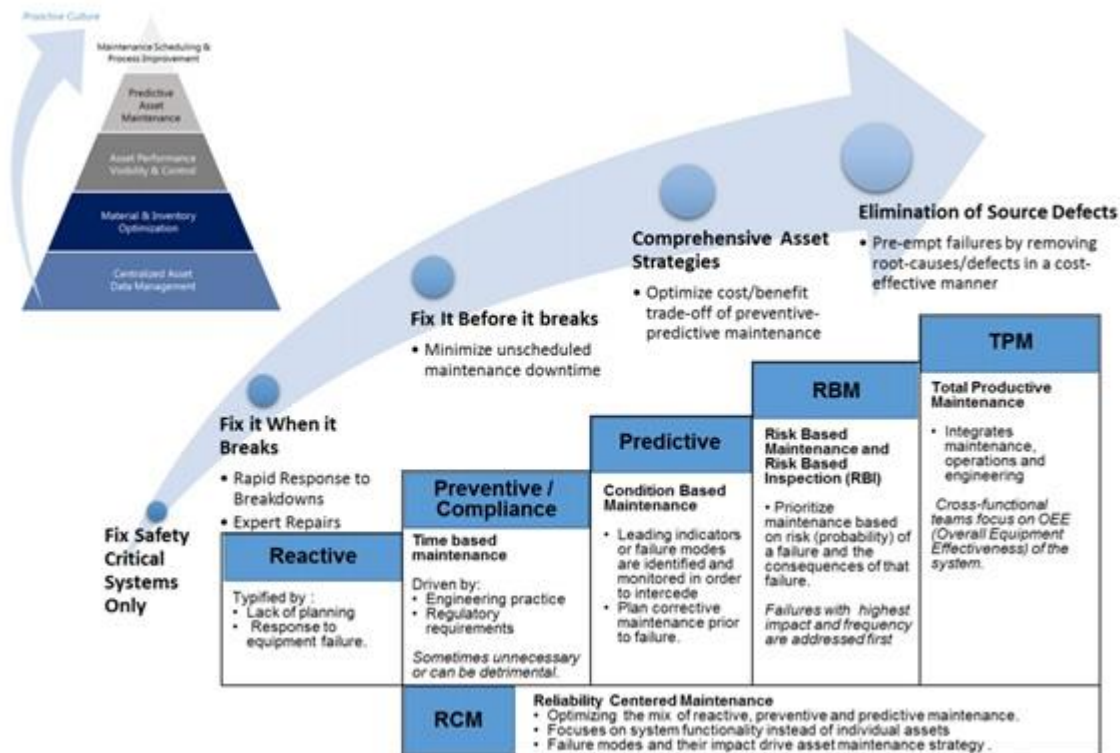 Proactive Culture
Maintenance Scheduling &
Process Improvement
Predictive
Asset
Maintenance
Asset Performance
Visibility & Control
Material & Inventory
Optimization
Centralized Asset
Data Management
Fix Safety
Critical
Systems
Only
Fix it When it
Breaks
• Rapid Response to
Breakdowns
• Expert Repairs
Fix It Before it breaks
• Minimize unscheduled
maintenance downtime
Comprehensive Asset
Strategies
• Optimize cost/benefit
trade-off of preventive-
predictive maintenance
Elimination of Source Defects
• Pre-empt failures by removing
root-causes/defects in a cost-
effective manner
Reactive
Typified by :
• Lack of planning
• Response to
equipment failure.
Preventive /
Compliance
Time based
maintenance
Driven by:
• Engineering practice
• Regulatory
requirements
Sometimes unnecessary
or can be detrimental.
Predictive
Condition Based
Maintenance
• Leading indicators
or failure modes
are identified and
monitored in order
to intercede
• Plan corrective
maintenance prior
to failure.
RBM
Risk Based
Maintenance and
Risk Based
Inspection (RBI)
• Prioritize
maintenance based
on risk (probability) of
a failure and the
consequences of that
failure.
Failures with highest
impact and frequency
are addressed first
TPM
Total Productive
Maintenance
• Integrates
maintenance,
operations and
engineering
Cross-functional
teams focus on OEE
(Overall Equipment
Effectiveness) of the
system.
RCM
Reliability Centered Maintenance
• Optimizing the mix of reactive, preventive and predictive maintenance.
• Focuses on system functionality instead of individual assets
• Failure modes and their impact drive asset maintenance strategy .